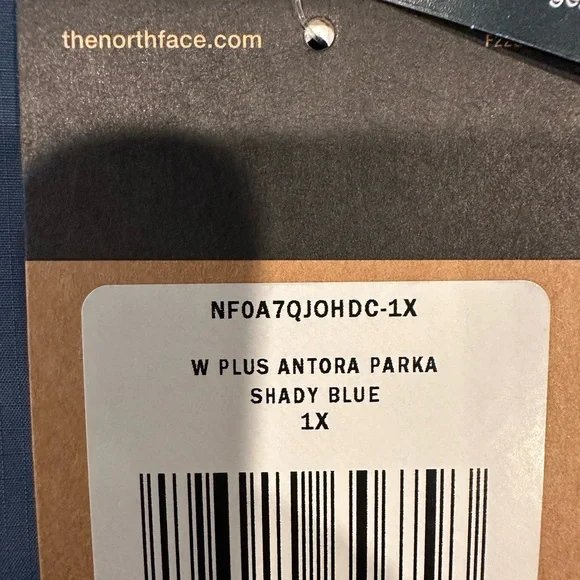 thenorthface.com
NF0A7QJOHDC-1X
W PLUS ANTORA PARKA
SHADY BLUE
1X